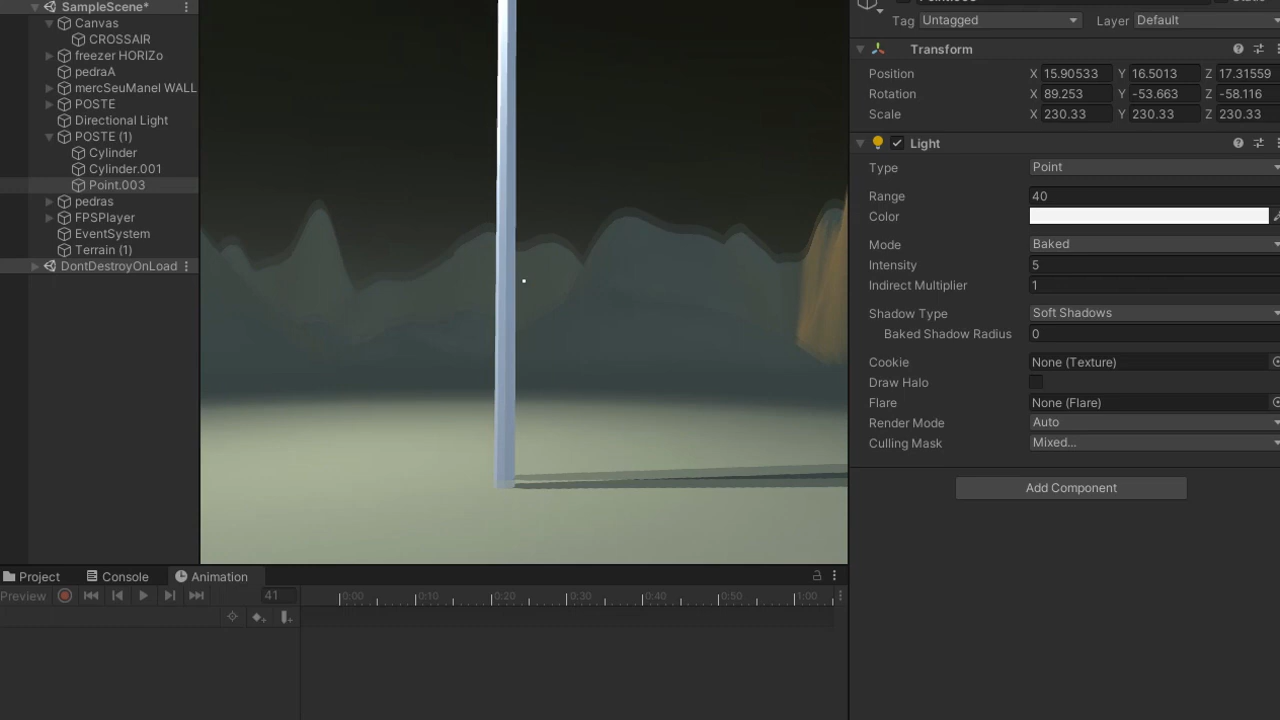 SampleScene*
Canvas
CROSSAIR
freezer HORIZo
pedraA
mercSeuManel WALL
POSTE
Directional Light
POSTE (1)
Cylinder
Cylinder.001
Point.003
pedras
FPSPlayer
EventSystem
Terrain (1)
DontDestroyOnLoad
Tag Untagged Layer Default
Transform
Position X 15.90533 Y 16.5013 Z 17.31559
Rotation X 89.253 Y -53.663 Z -58.116
Scale X 230.33 Y 230.33 Z 230.33
Light
Type Point
Range 40
Color
Mode Baked
Intensity 5
Indirect Multiplier 1
Shadow Type Soft Shadows
Baked Shadow Radius 0
Cookie None (Texture)
Draw Halo
Flare None (Flare)
Render Mode Auto
Culling Mask Mixed...
Add Component
Project Console Animation
Preview 41 0:00 0:10 0:20 0:30 0:40 0:50 1:00